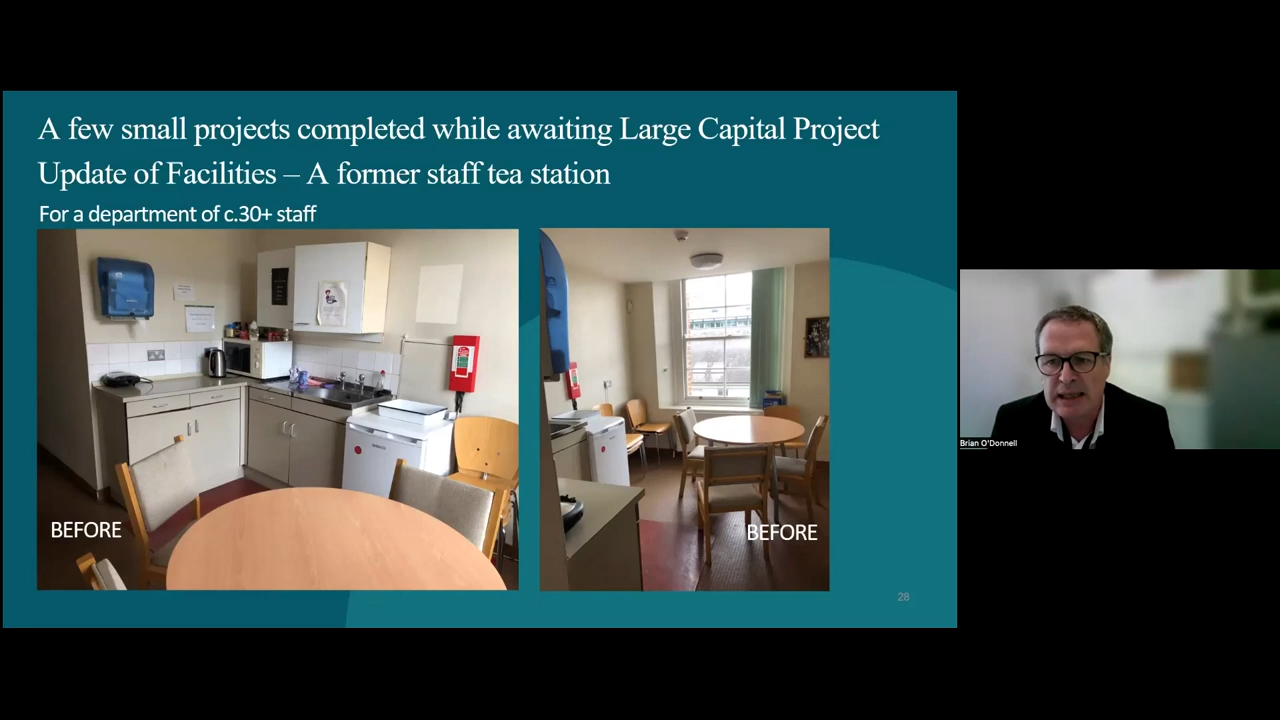 A few small projects completed while awaiting Large Capital Project
Update of Facilities – A former staff tea station
For a department of c.30+ staff
BEFORE
BEFORE
28
Brian O'Donnell